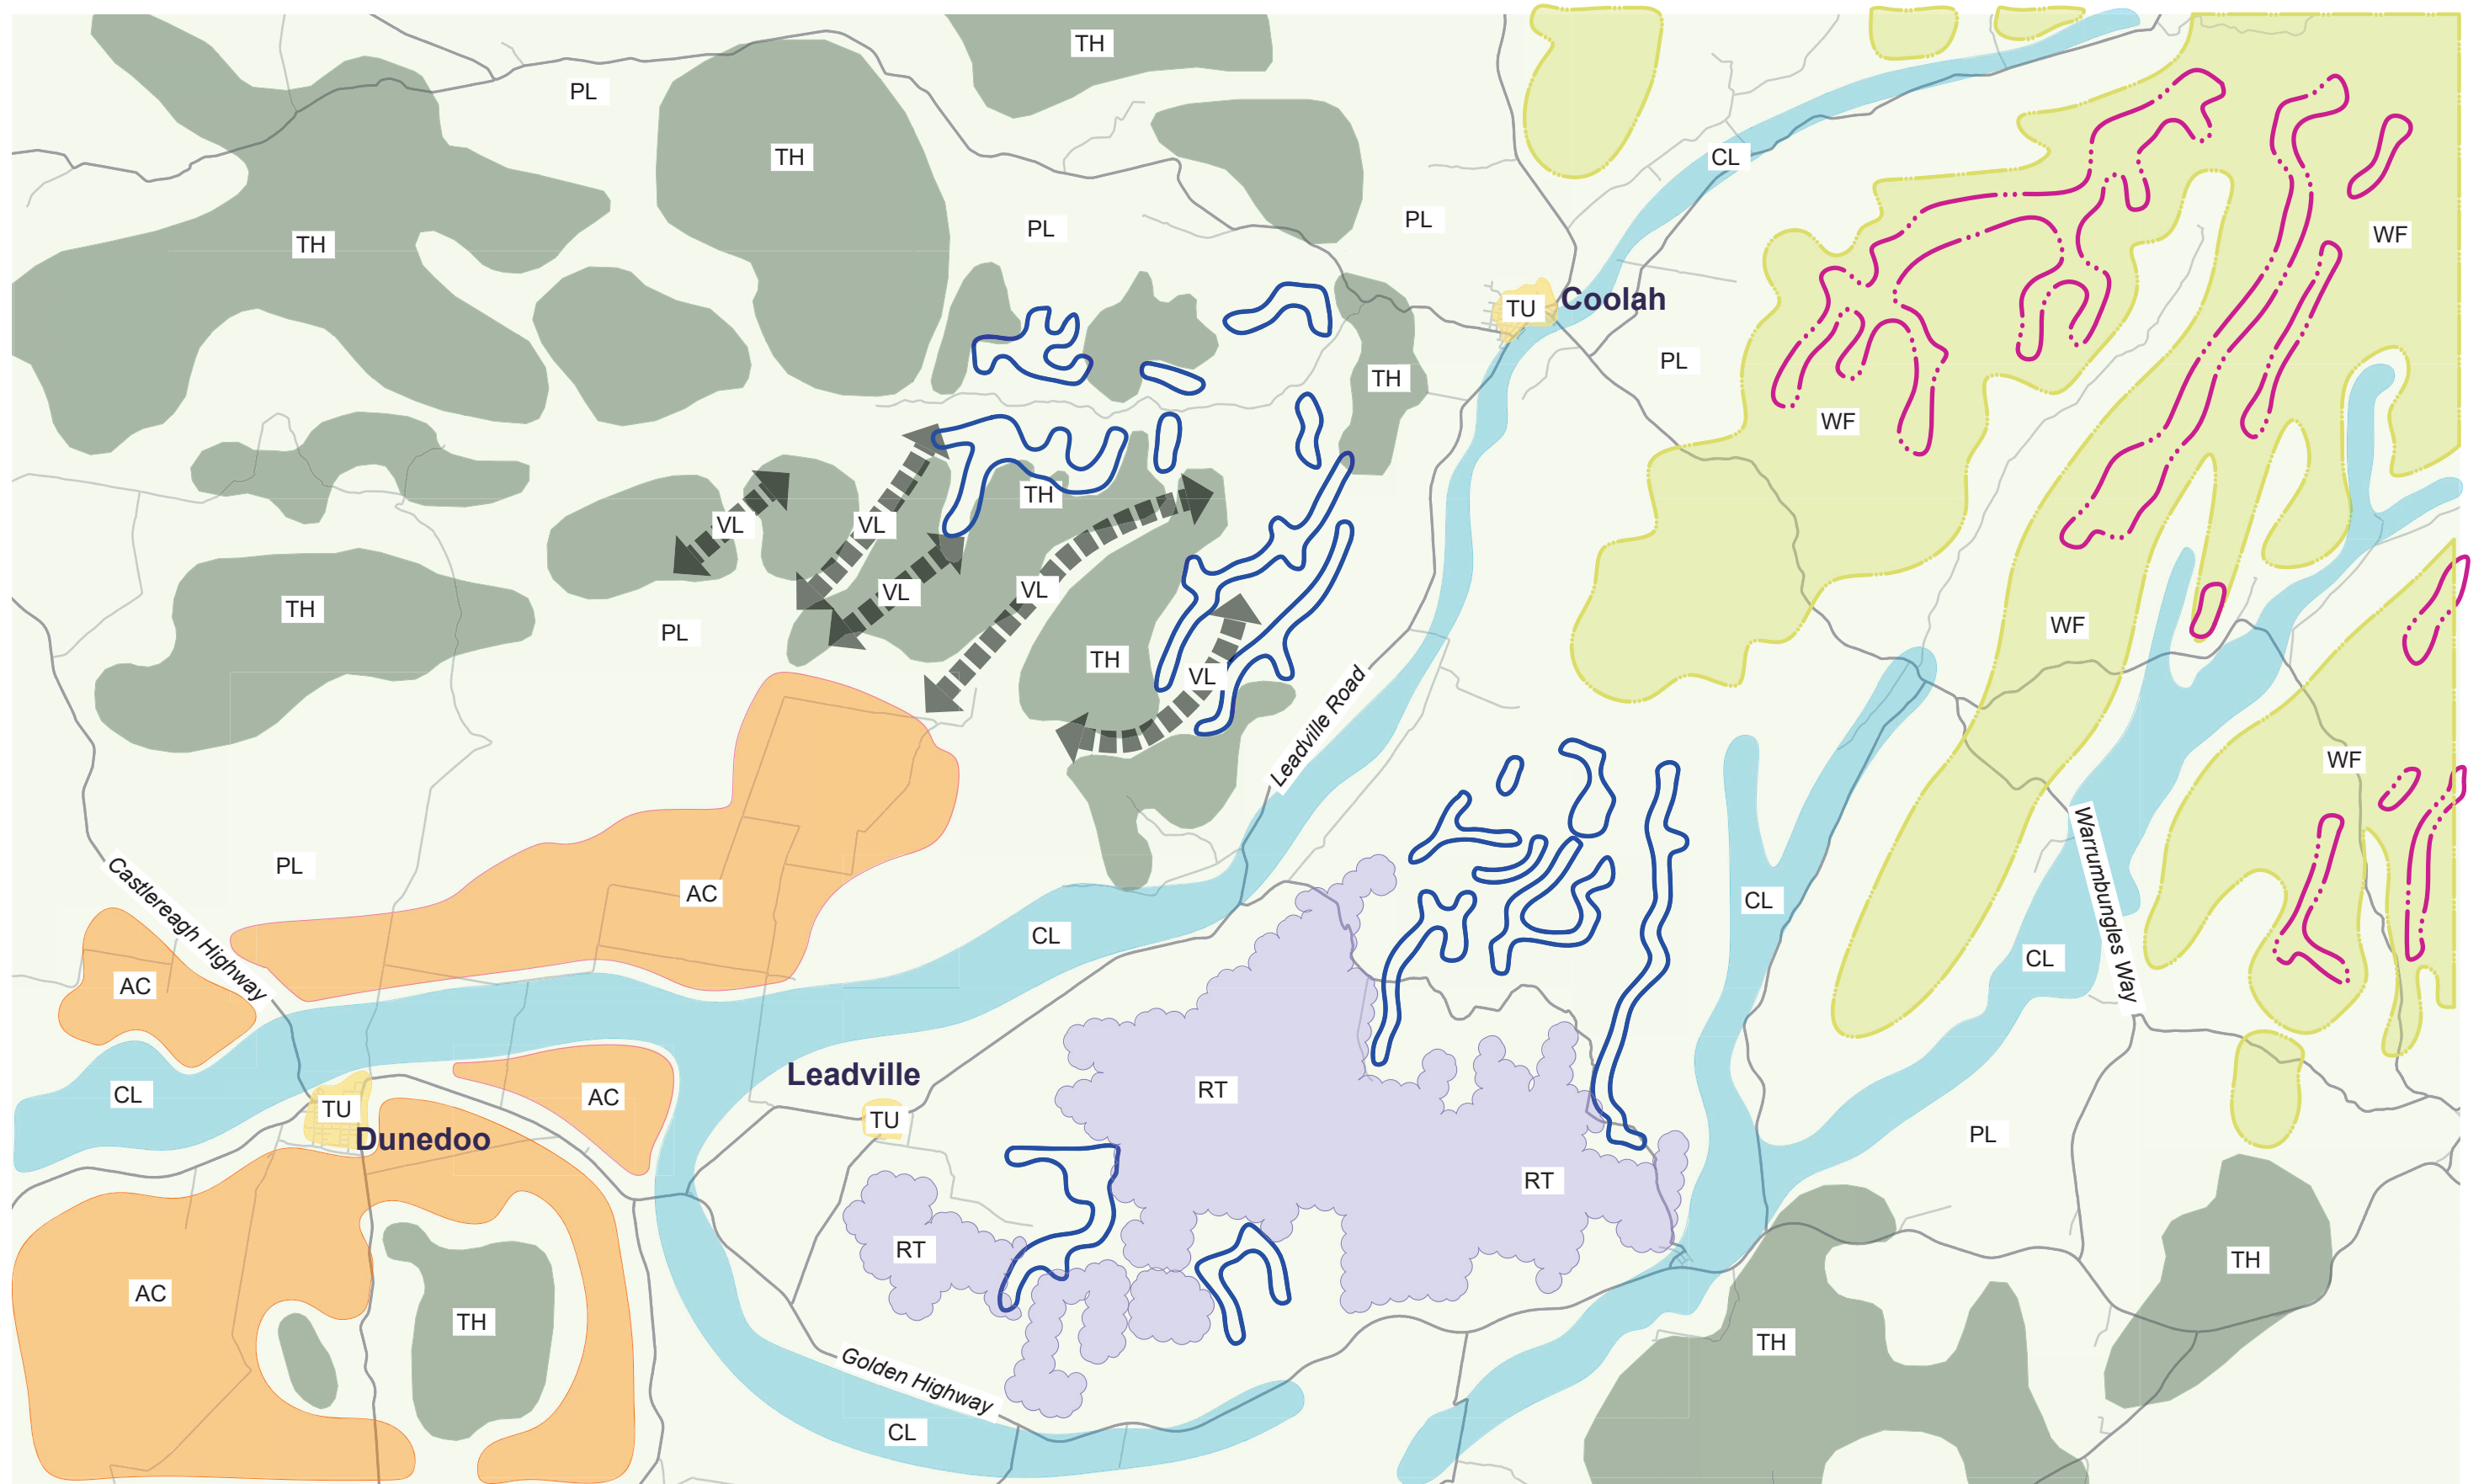 TH
PL
TH
CL
TH
PL
PL
WF
TH
Coolah
TU
PL
TH
WF
TH
VL
VL
VL
VL
TH
PL
WF
TH
VL
Leadville Road
WF
PL
AC
CL
Warrumbungles Way
Castlereagh Highway
CL
CL
AC
Leadville
RT
CL
AC
TU
TU
Dunedoo
PL
RT
RT
TH
AC
TH
TH
Golden Highway
CL